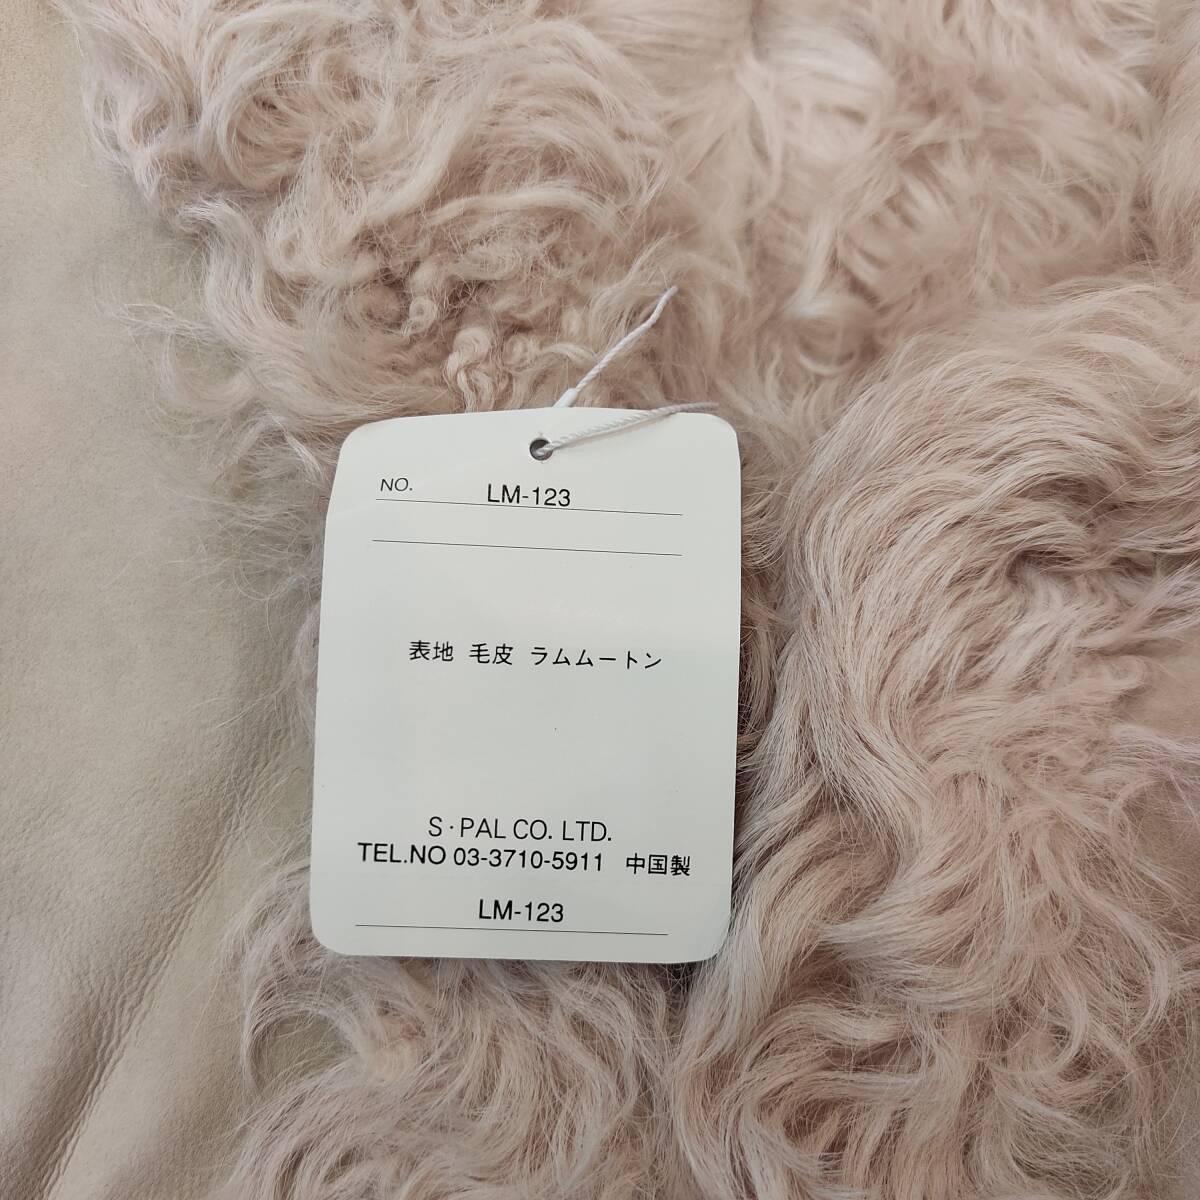 NO. LM-123
表地 毛皮 ラムムートン
S・PAL CO. LTD.
TEL.NO 03-3710-5911 中国製
LM-123